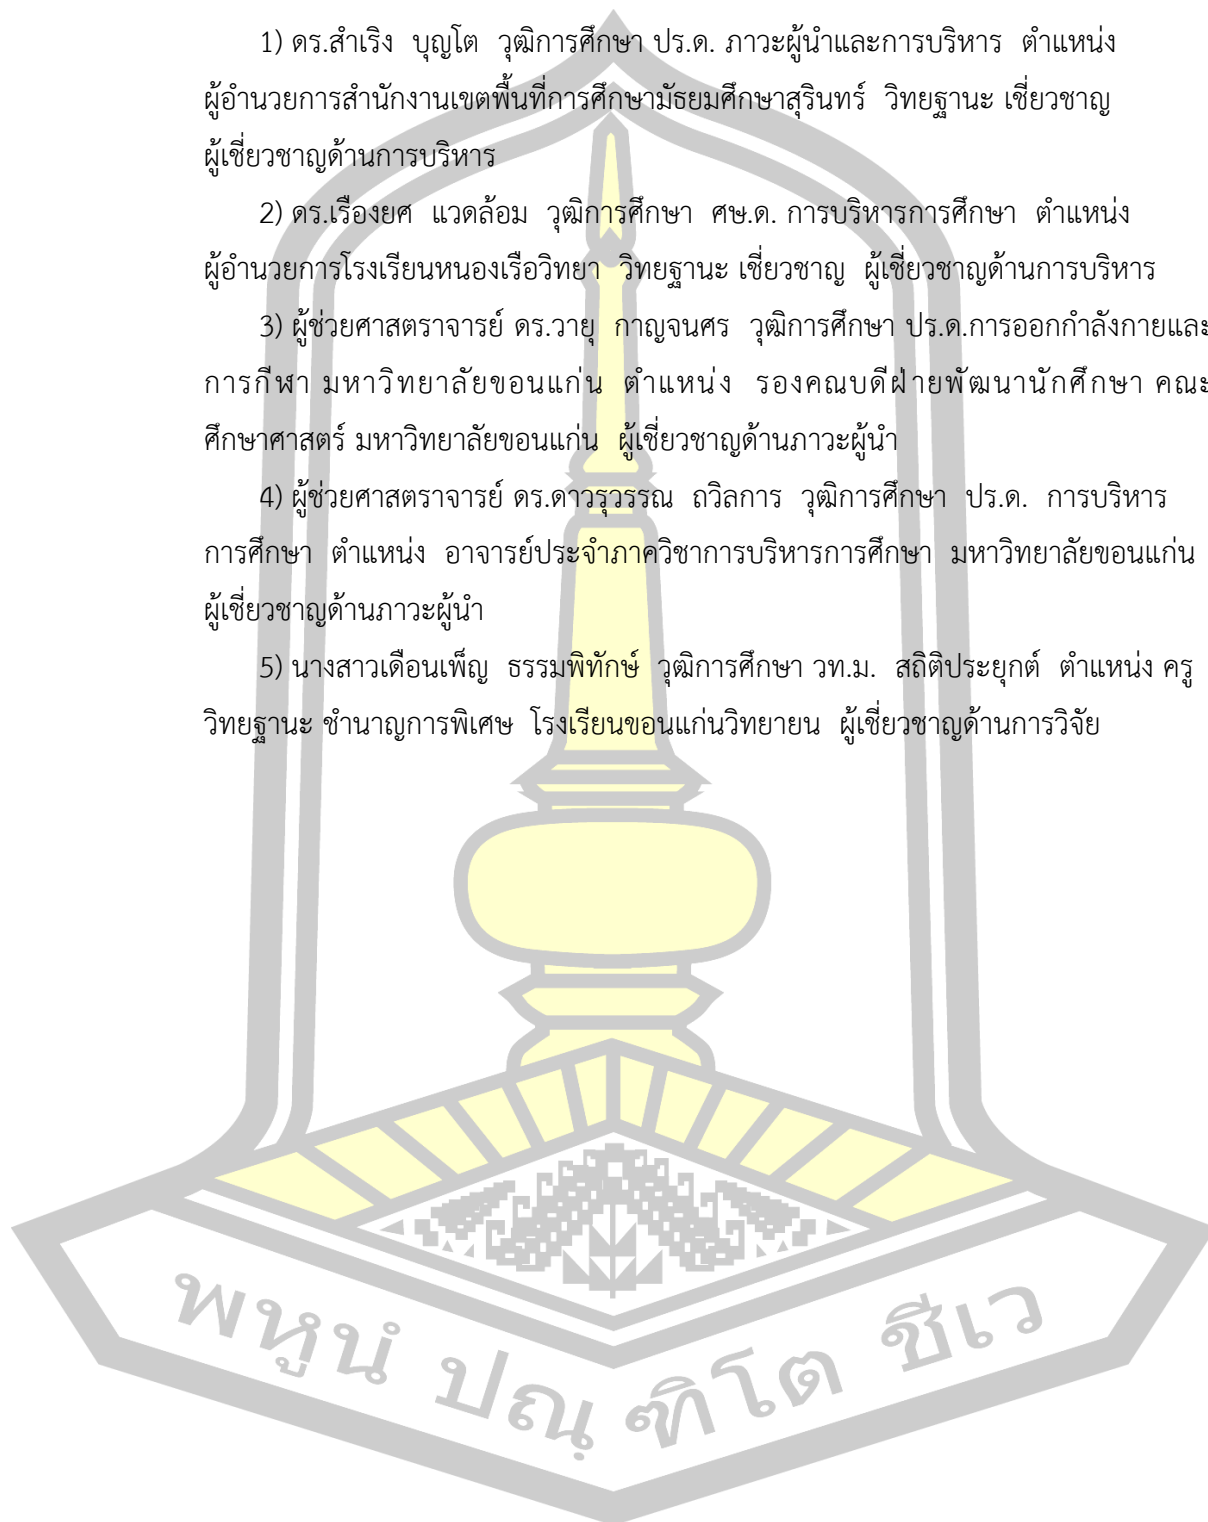 1) ดร.สำเริง บุญโต วุฒิการศึกษา ปร.ด. ภาวะผู้นำและการบริหาร ตำแหน่ง
ผู้อำนวยการสำนักงานเขตพื้นที่การศึกษามัธยมศึกษาสุรินทร์ วิทยฐานะ เชี่ยวชาญ
ผู้เชี่ยวชาญด้านการบริหาร
2) ดร.เรืองยศ แวดล้อม วุฒิการศึกษา ศษ.ด. การบริหารการศึกษา ตำแหน่ง
ผู้อำนวยการโรงเรียนหนองเรือวิทยา วิทยฐานะ เชี่ยวชาญ ผู้เชี่ยวชาญด้านการบริหาร
3) ผู้ช่วยศาสตราจารย์ ดร.วายุ กาญจนศร วุฒิการศึกษา ปร.ด.การออกกำลังกายและ
การกีฬา มหาวิทยาลัยขอนแก่น ตำแหน่ง รองคณบดีฝ่ายพัฒนานักศึกษา คณะ
ศึกษาศาสตร์ มหาวิทยาลัยขอนแก่น ผู้เชี่ยวชาญด้านภาวะผู้นำ
4) ผู้ช่วยศาสตราจารย์ ดร.ดาวรุวรรณ ถวิลการ วุฒิการศึกษา ปร.ด. การบริหาร
การศึกษา ตำแหน่ง อาจารย์ประจำภาควิชาการบริหารการศึกษา มหาวิทยาลัยขอนแก่น
ผู้เชี่ยวชาญด้านภาวะผู้นำ
5) นางสาวเดือนเพ็ญ ธรรมพิทักษ์ วุฒิการศึกษา วท.ม. สถิติประยุกต์ ตำแหน่ง ครู
วิทยฐานะ ชำนาญการพิเศษ โรงเรียนขอนแก่นวิทยายน ผู้เชี่ยวชาญด้านการวิจัย
พหูนํ ปณฺ ฑิโต ชีเว